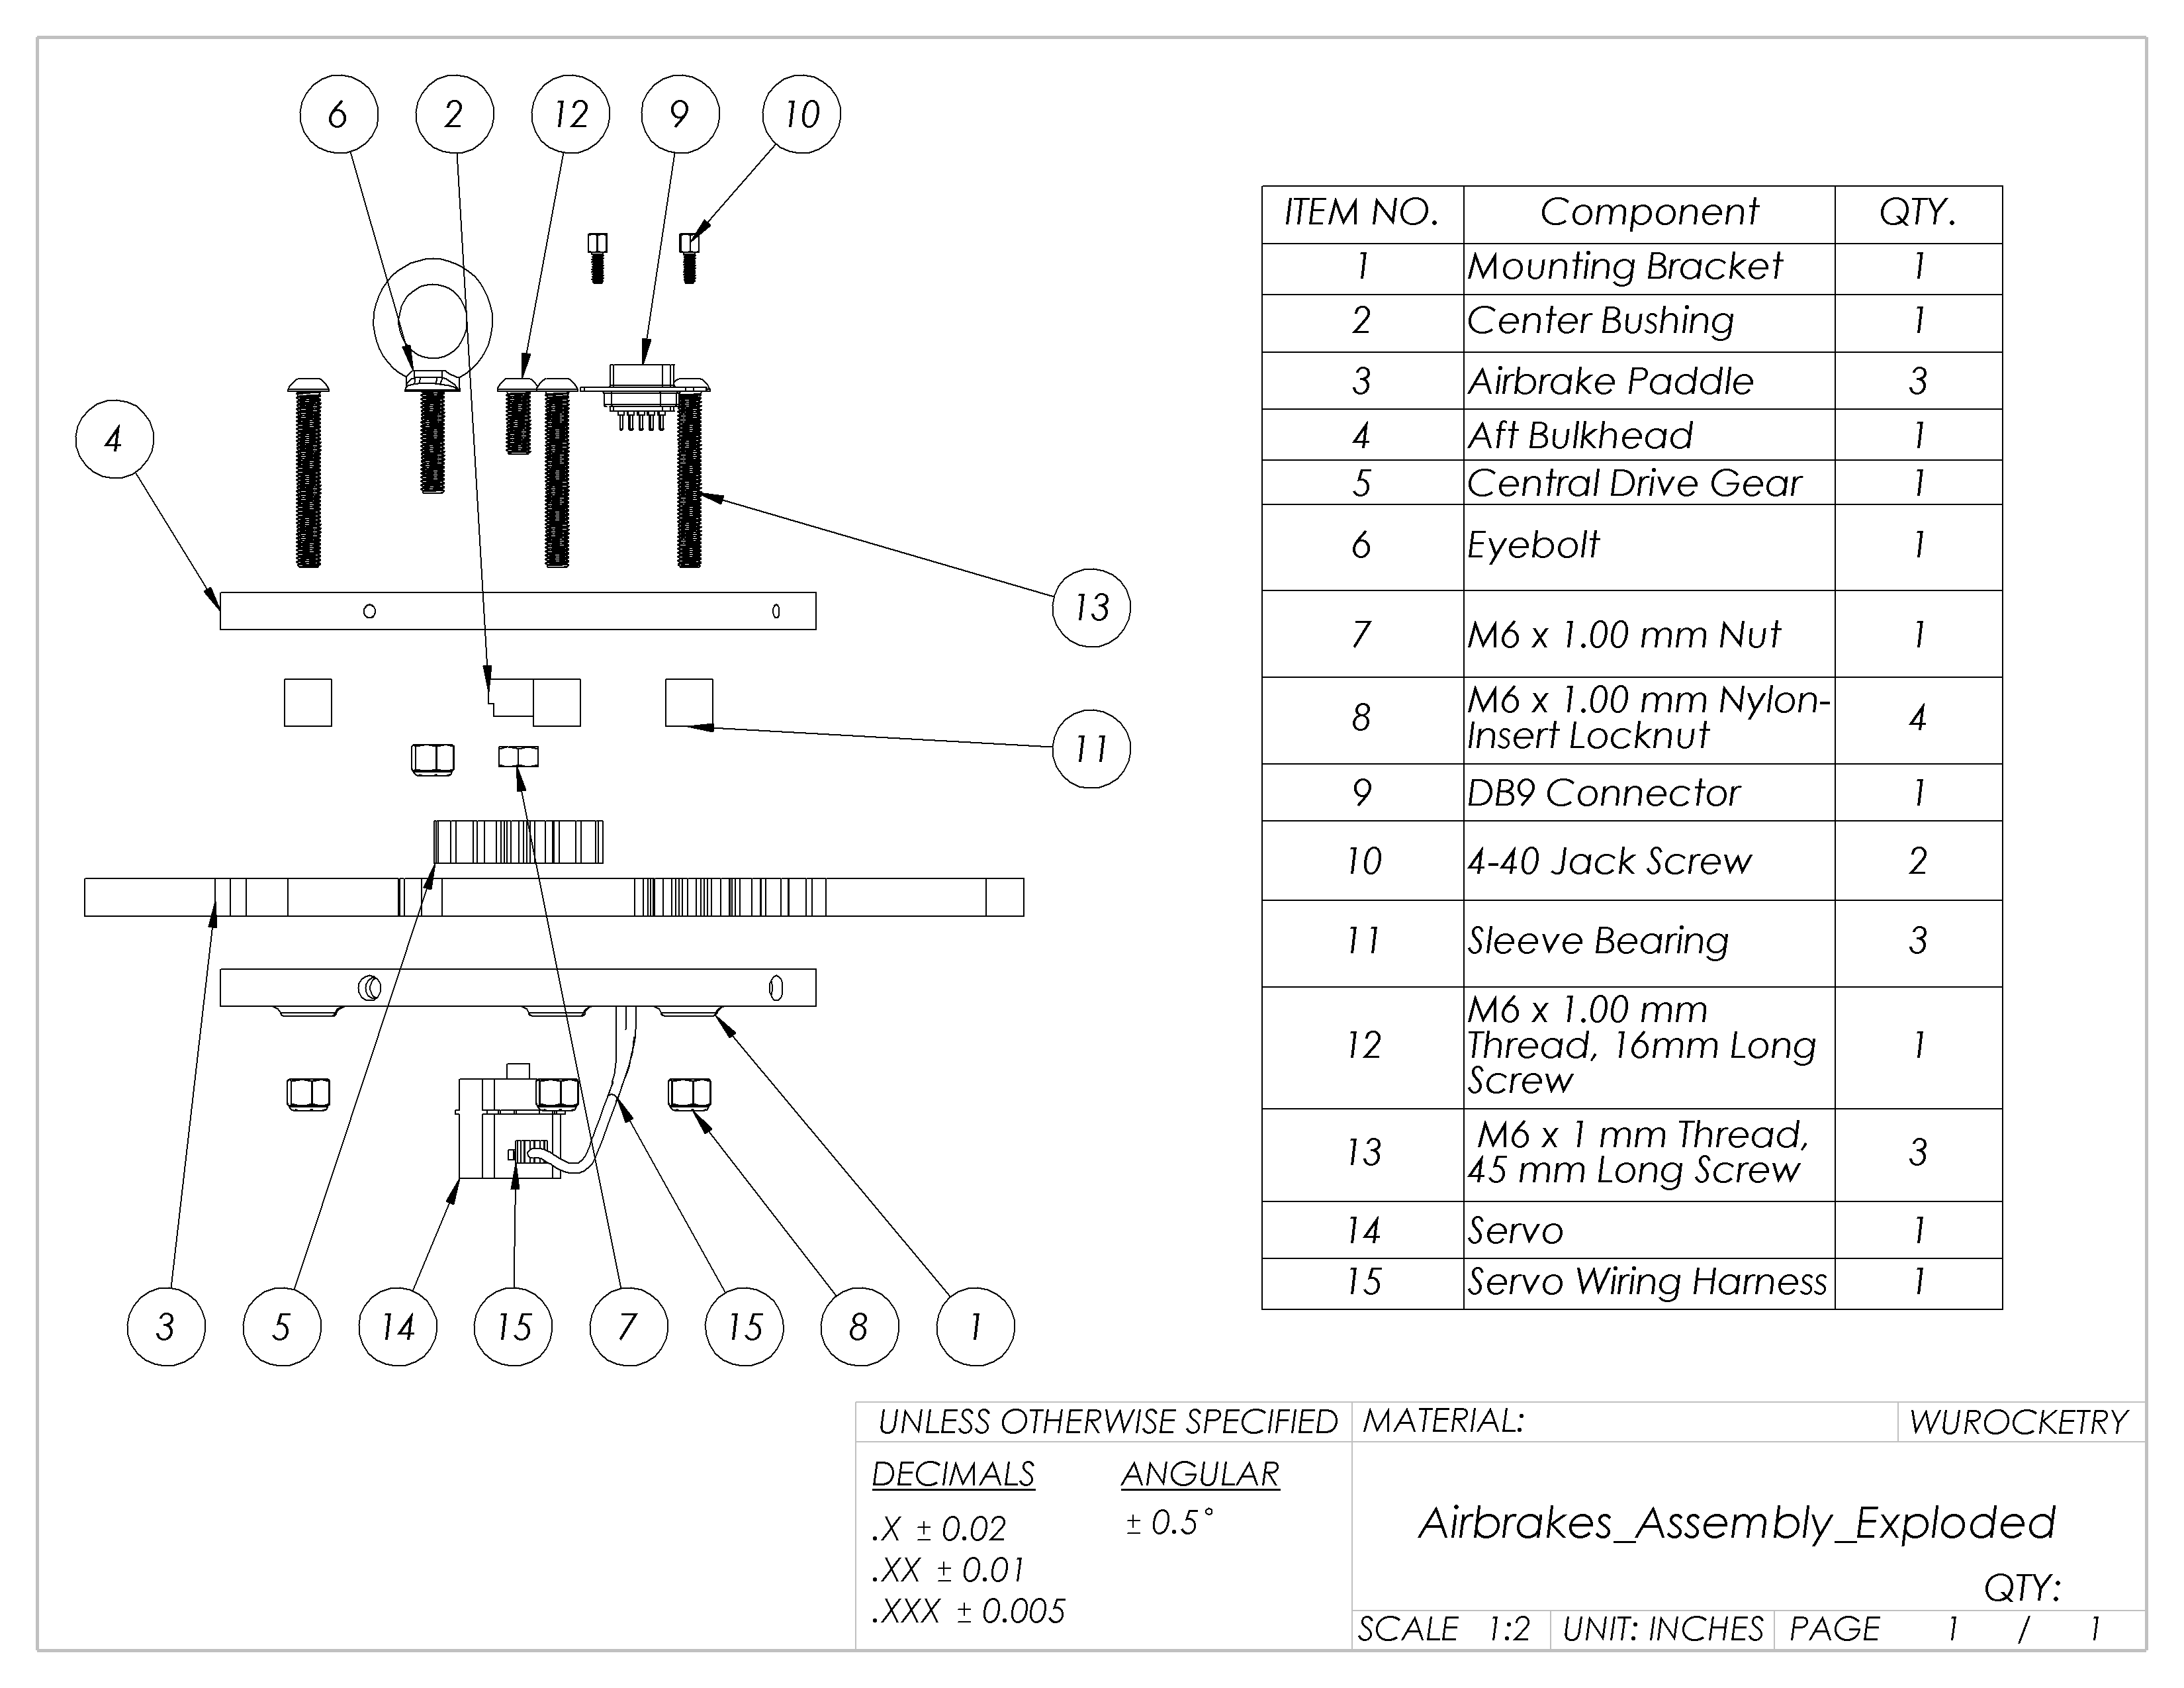 6 2 12 9 10
4
13
11
3 5 14 15 7 15 8 1
ITEM NO. Component QTY.
1 Mounting Bracket 1
2 Center Bushing 1
3 Airbrake Paddle 3
4 Aft Bulkhead 1
5 Central Drive Gear 1
6 Eyebolt 1
7 M6 x 1.00 mm Nut 1
8 M6 x 1.00 mm Nylon-
Insert Locknut 4
9 DB9 Connector 1
10 4-40 Jack Screw 2
11 Sleeve Bearing 3
12 M6 x 1.00 mm
Thread, 16mm Long
Screw 1
13 M6 x 1 mm Thread,
45 mm Long Screw 3
14 Servo 1
15 Servo Wiring Harness 1
UNLESS OTHERWISE SPECIFIED
DECIMALS ANGULAR
.X ± 0.02 ± 0.5°
.XX ± 0.01
.XXX ± 0.005
MATERIAL: WUROCKETRY
Airbrakes_Assembly_Exploded
QTY:
SCALE 1:2 UNIT: INCHES PAGE 1 / 1